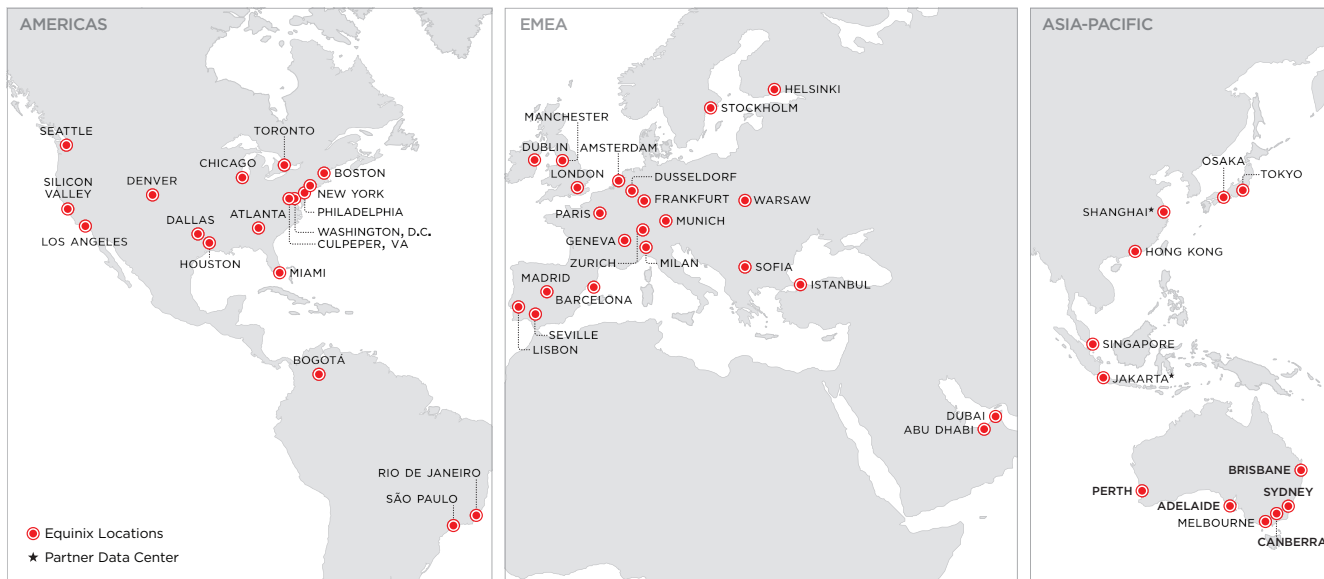 AMERICAS
SEATTLE
TORONTO
CHICAGO
BOSTON
SILICON
VALLEY
DENVER
NEW YORK
PHILADELPHIA
DALLAS
ATLANTA
WASHINGTON, D.C.
CULPEPER, VA
LOS ANGELES
HOUSTON
MIAMI
BOGOTÁ
RIO DE JANEIRO
SÃO PAULO
Equinix Locations
★ Partner Data Center
EMEA
HELSINKI
STOCKHOLM
MANCHESTER
DUBLIN
AMSTERDAM
LONDON
DUSSELDORF
FRANKFURT
WARSAW
PARIS
MUNICH
GENEVA
ZURICH
MILAN
SOFIA
MADRID
BARCELONA
ISTANBUL
SEVILLE
LISBON
DUBAI
ABU DHABI
ASIA-PACIFIC
OSAKA
TOKYO
SHANGHAI★
HONG KONG
SINGAPORE
JAKARTA★
BRISBANE
PERTH
SYDNEY
ADELAIDE
MELBOURNE
CANBERRA